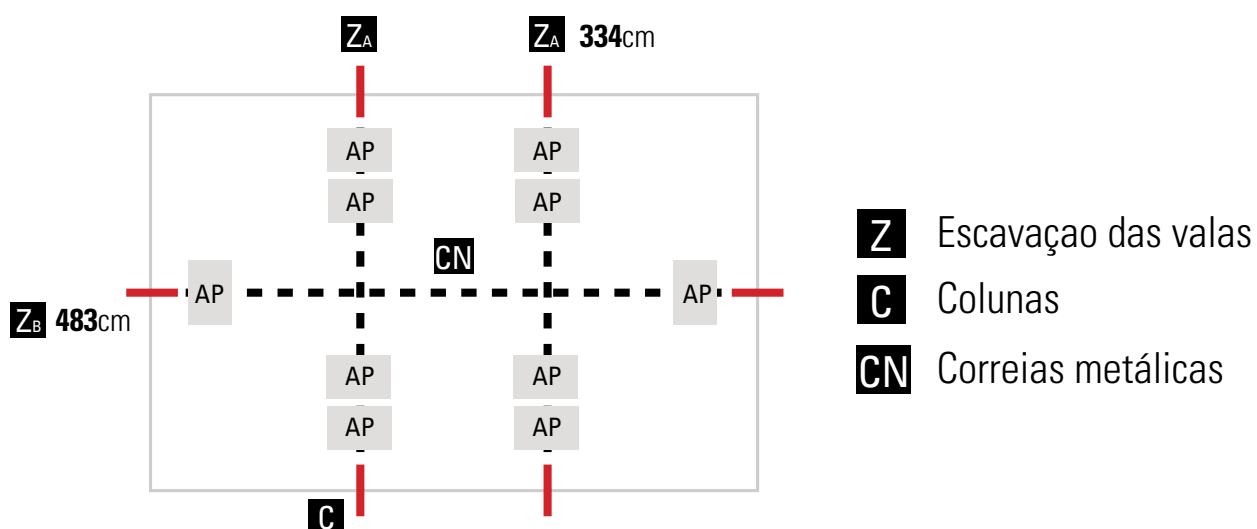 ZA
ZA 334cm
AP AP
AP AP
CN
AP AP
ZB 483cm
AP AP
AP AP
C
Z Escavaçao das valas
C Colunas
CN Correias metálicas